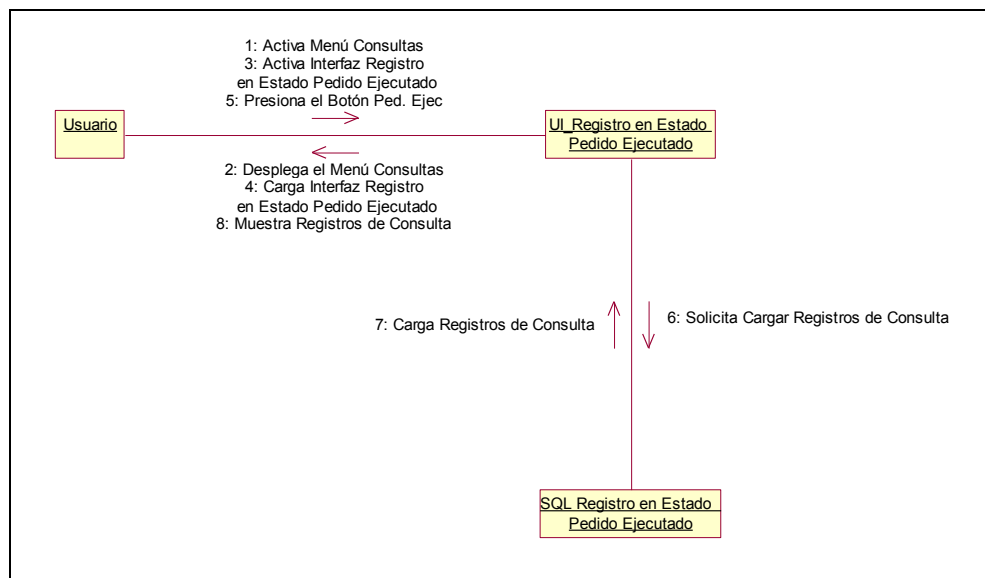 1: Activa Menú Consultas
3: Activa Interfaz Registro
en Estado Pedido Ejecutado
5: Presiona el Botón Ped. Ejec
Usuario
UI_Registro en Estado
Pedido Ejecutado
2: Desplega el Menú Consultas
4: Carga Interfaz Registro
en Estado Pedido Ejecutado
8: Muestra Registros de Consulta
7: Carga Registros de Consulta
6: Solicita Cargar Registros de Consulta
SQL Registro en Estado
Pedido Ejecutado